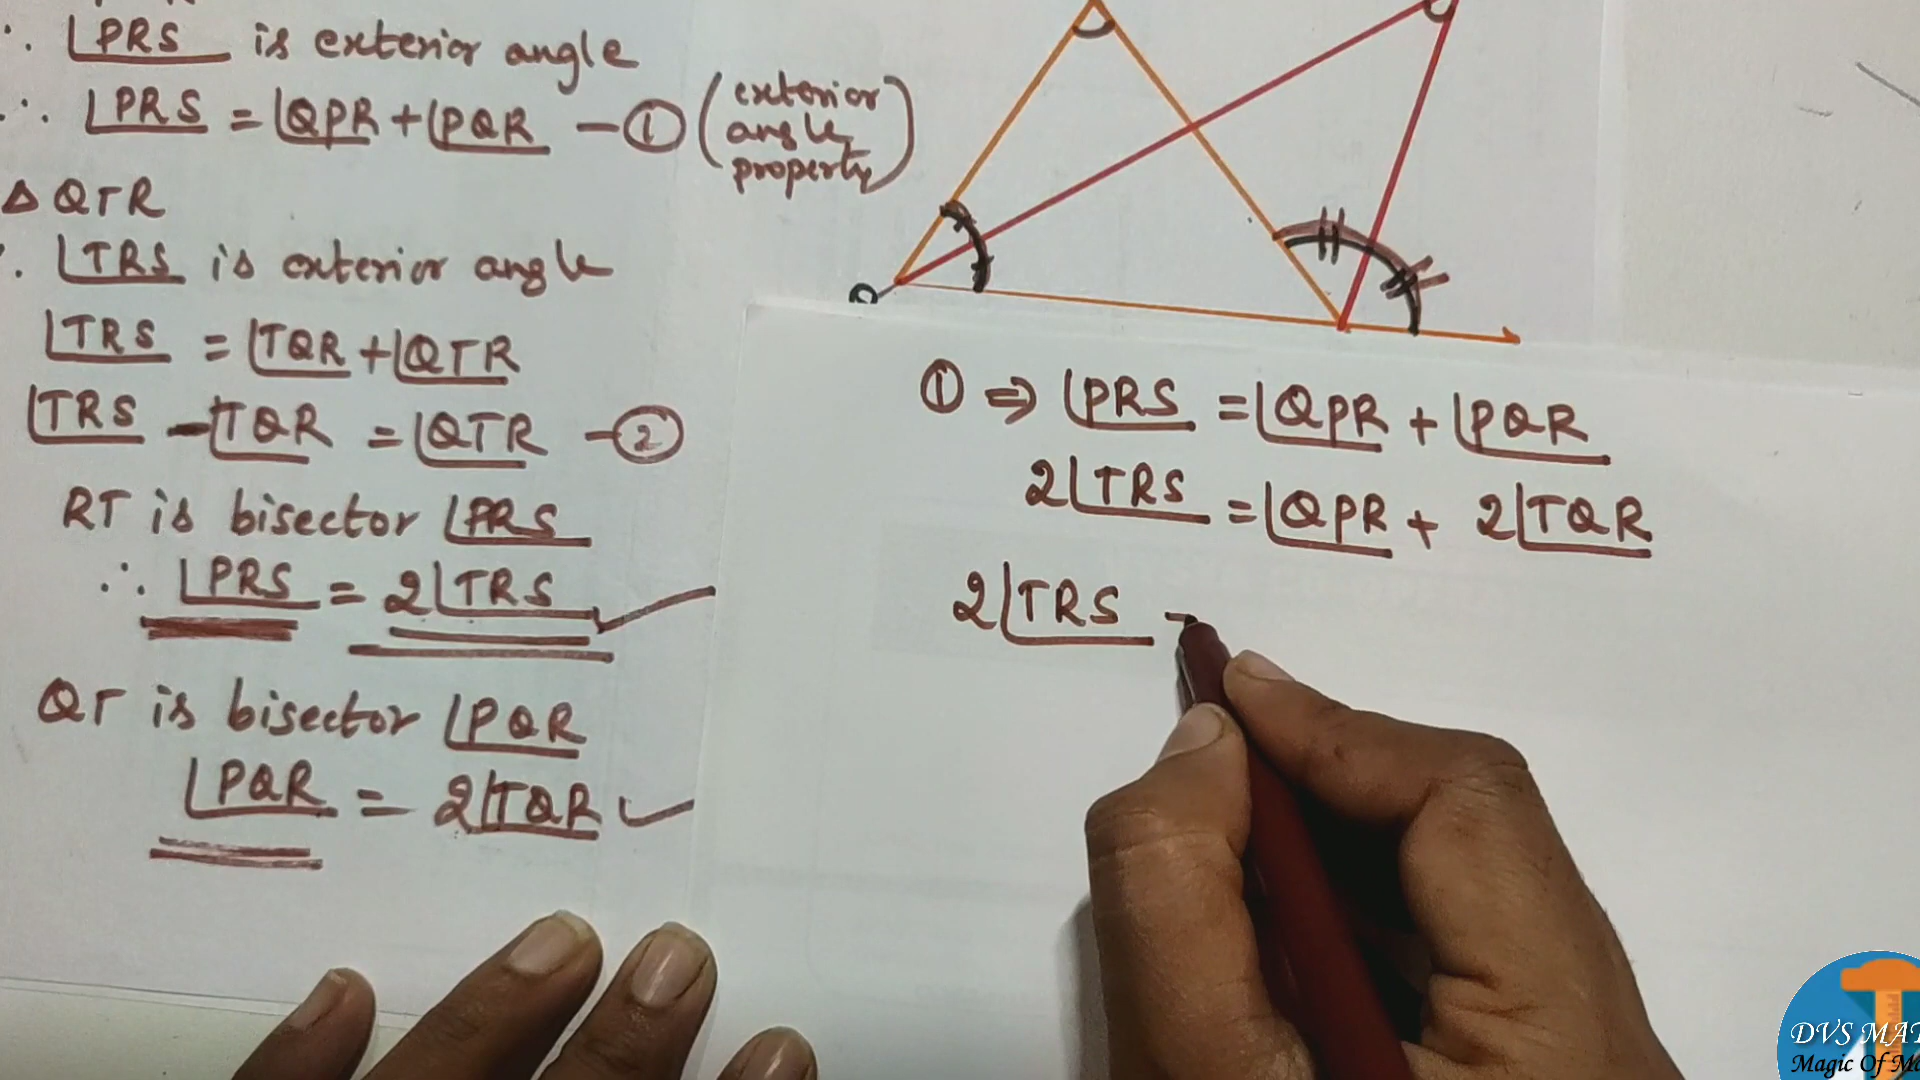 ∴ ∠PRS is exterior angle
∴ ∠PRS = ∠QPR + ∠PQR - ① (exterior angle property)
△ QTR
∴ ∠TRS is exterior angle
∠TRS = ∠TQR + ∠QTR
∠TRS - ∠TQR = ∠QTR - ②
RT is bisector ∠PRS
∴ ∠PRS = 2∠TRS
QT is bisector ∠PQR
∠PQR = 2∠TQR
Q
① ⇒ ∠PRS = ∠QPR + ∠PQR
2∠TRS = ∠QPR + 2∠TQR
2∠TRS -
DVS MAT
Magic Of Ma